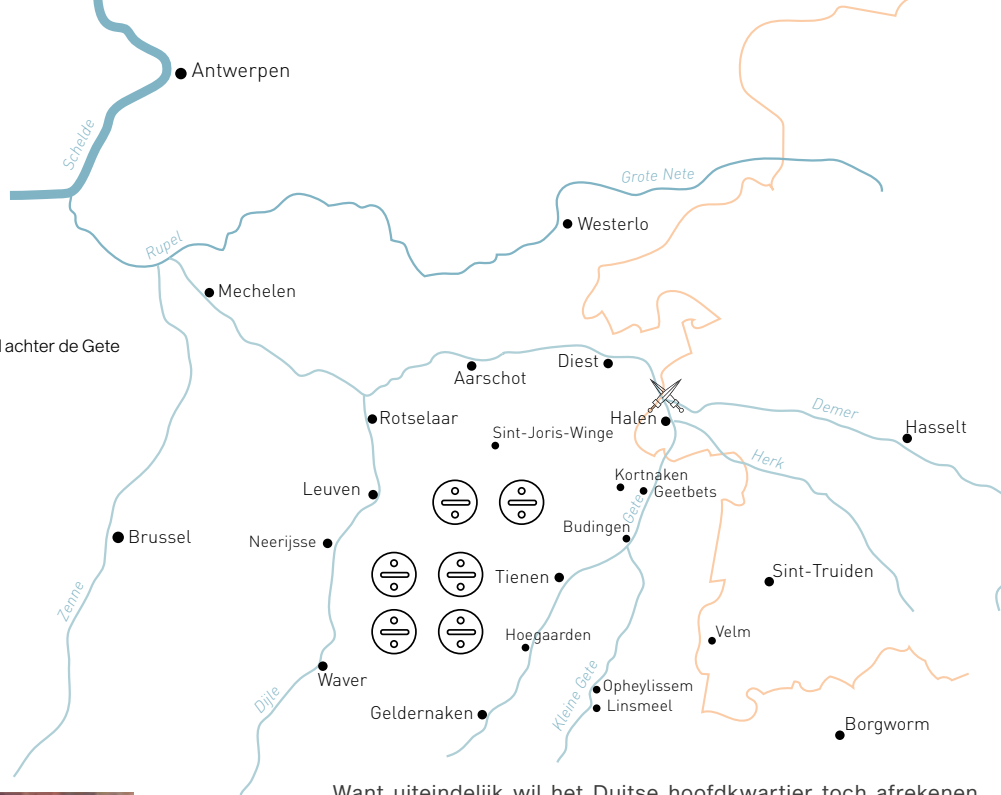 Antwerpen
Schelde
Grote Nete
Westerlo
Rupel
Mechelen
achter de Gete
Diest
Aarschot
Demer
Rotselaar
Halen
Hasselt
Sint-Joris-Winge
Herk
Kortnaken
Leuven
Geetbets
Gete
Budingen
Brussel
Neerijsse
Tienen
Sint-Truiden
Zenne
Hoegaarden
Velm
Waver
Opheylissem
Dijle
Kleine Gete
Linsmeel
Geldernaken
Borgworm
Want uiteindelijk wil het Duitse hoofdkwartier toch afrekenen